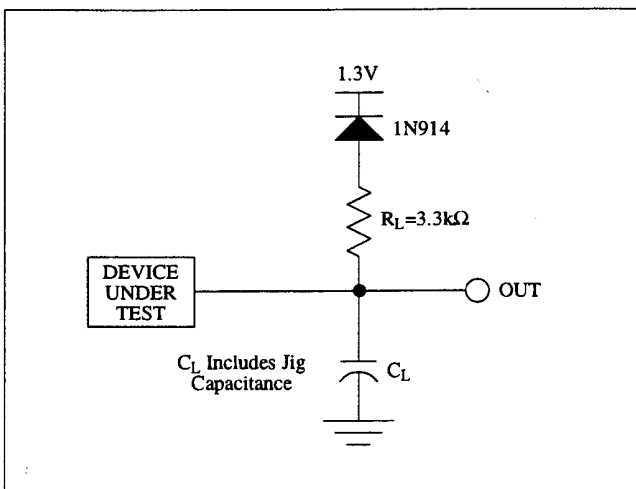 1.3V
1N914
R_L=3.3kΩ
DEVICE
UNDER
TEST
OUT
C_L Includes Jig
Capacitance
C_L